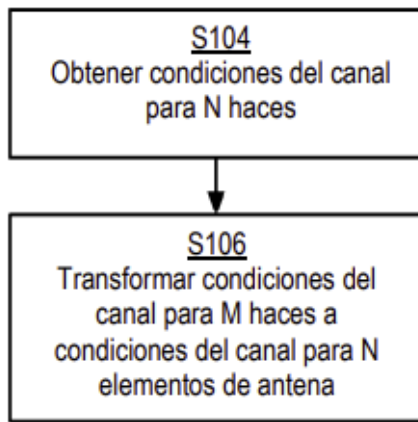 S104
Obtener condiciones del canal
para N haces
S106
Transformar condiciones del
canal para M haces a
condiciones del canal para N
elementos de antena